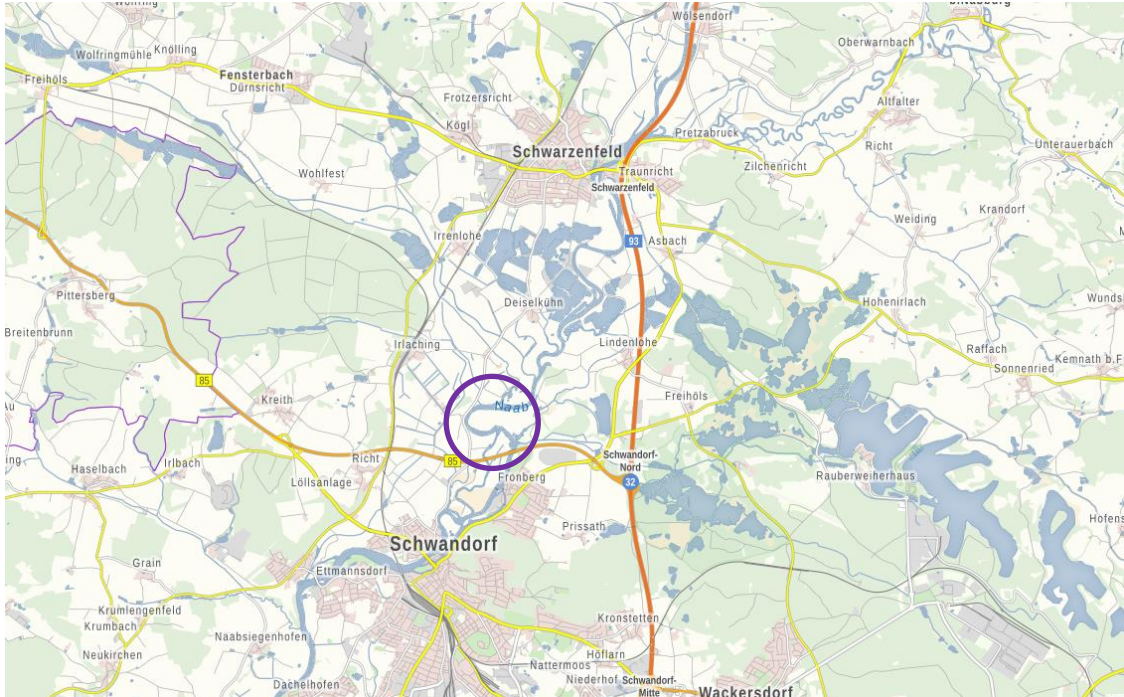 Wölsendorf
Oberwarnbach
Wolfringmühle
Knölling
Freihöls
Fensterbach
Dürnsricht
Frotzersricht
Kögl
Altfalter
Pretzabruck
Schwarzenfeld
Richt
Unterauerbach
Wohlfest
Traunricht
Zilchenricht
Schwarzenfeld
Krandorf
Weiding
Irrenlohe
93
Asbach
Pittersberg
Deiselkühn
Hohenirlach
Breitenbrunn
Irlaching
Lindenlohe
Raffach
Kemnath b.F
Sonnenried
85
Kreith
Naab
Freihöls
Haselbach
Irlbach
Richt
85
Schwandorf-
Nord
Löllsanlage
Fronberg
32
Rauberweiherhaus
Prissath
Schwandorf
Grain
Ettmannsdorf
Krumlengenfeld
Krumbach
Kronstetten
Naabsiegenhofen
Neukirchen
Höflarn
Nattermoos
Niederhof
Schwandorf-
Mitte
Dachelhofen
Wackersdorf